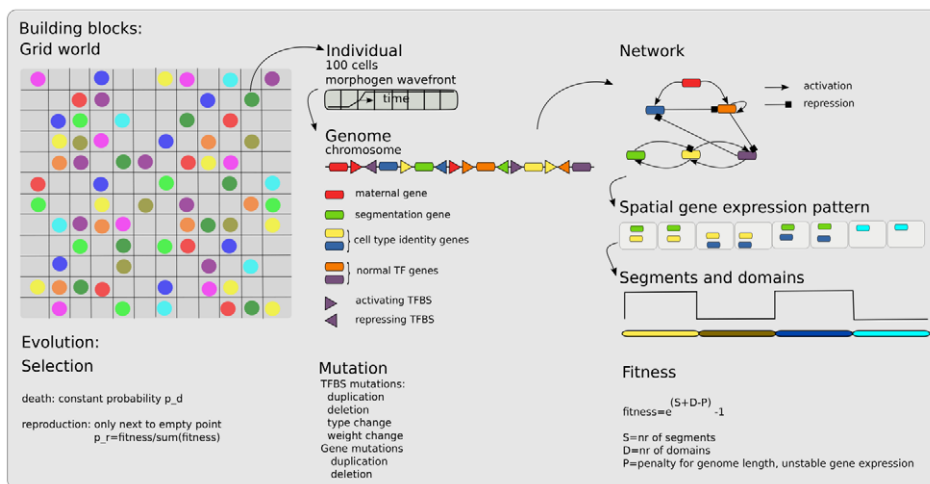 Building blocks:
Grid world
Individual
100 cells
morphogen wavefront
time
Genome
chromosome
maternal gene
segmentation gene
cell type identity genes
normal TF genes
activating TFBS
repressing TFBS
Network
activation
repression
Spatial gene expression pattern
Segments and domains
Evolution:
Selection
death: constant probability p_d
reproduction: only next to empty point
p_r=fitness/sum(fitness)
Mutation
TFBS mutations:
duplication
deletion
type change
weight change
Gene mutations
duplication
deletion
Fitness
fitness=e(S+D-P) -1
S=nr of segments
D=nr of domains
P=penalty for genome length, unstable gene expression